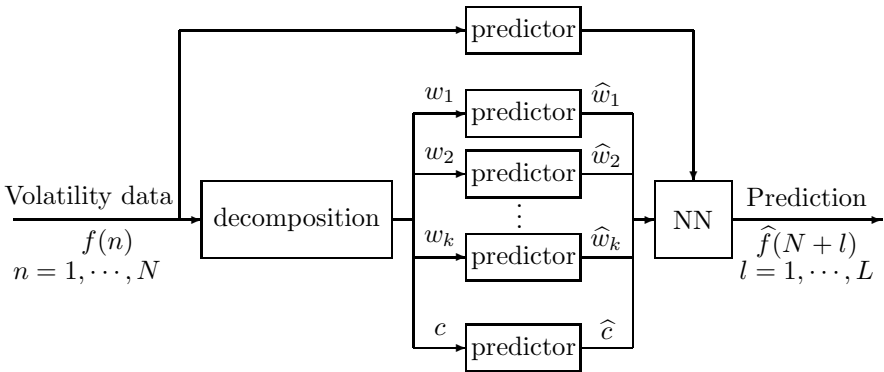 predictor
w₁ predictor ŵ₁
w₂ predictor ŵ₂
Volatility data decomposition ⋮ NN Prediction
f(n) wₖ predictor ŵₖ f̂(N + l)
n = 1, ⋯, N l = 1, ⋯, L
c predictor ĉ